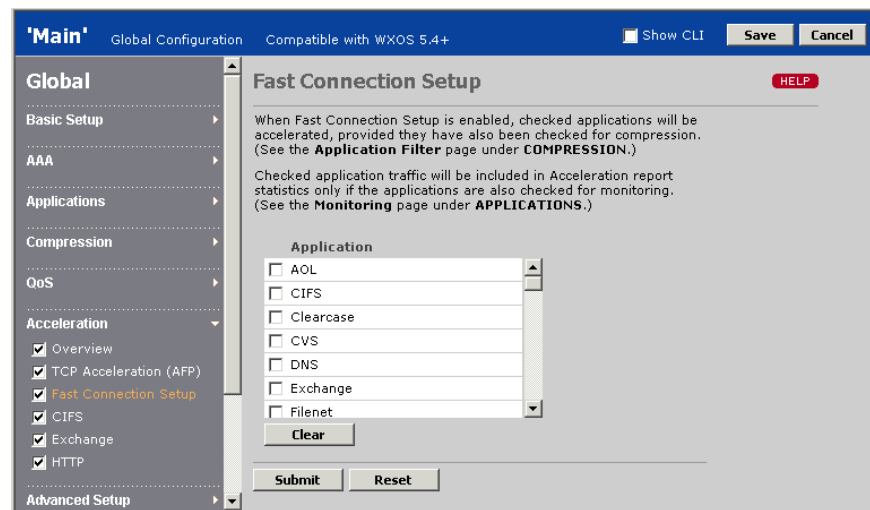 'Main' Global Configuration Compatible with WXOS 5.4+ Show CLI Save Cancel
Global
Basic Setup
AAA
Applications
Compression
QoS
Acceleration
Overview
TCP Acceleration (AFP)
Fast Connection Setup
CIFS
Exchange
HTTP
Advanced Setup
Fast Connection Setup HELP
When Fast Connection Setup is enabled, checked applications will be
accelerated, provided they have also been checked for compression.
(See the Application Filter page under COMPRESSION.)
Checked application traffic will be included in Acceleration report
statistics only if the applications are also checked for monitoring.
(See the Monitoring page under APPLICATIONS.)
Application
AOL
CIFS
Clearcase
CVS
DNS
Exchange
Filenet
Clear
Submit Reset